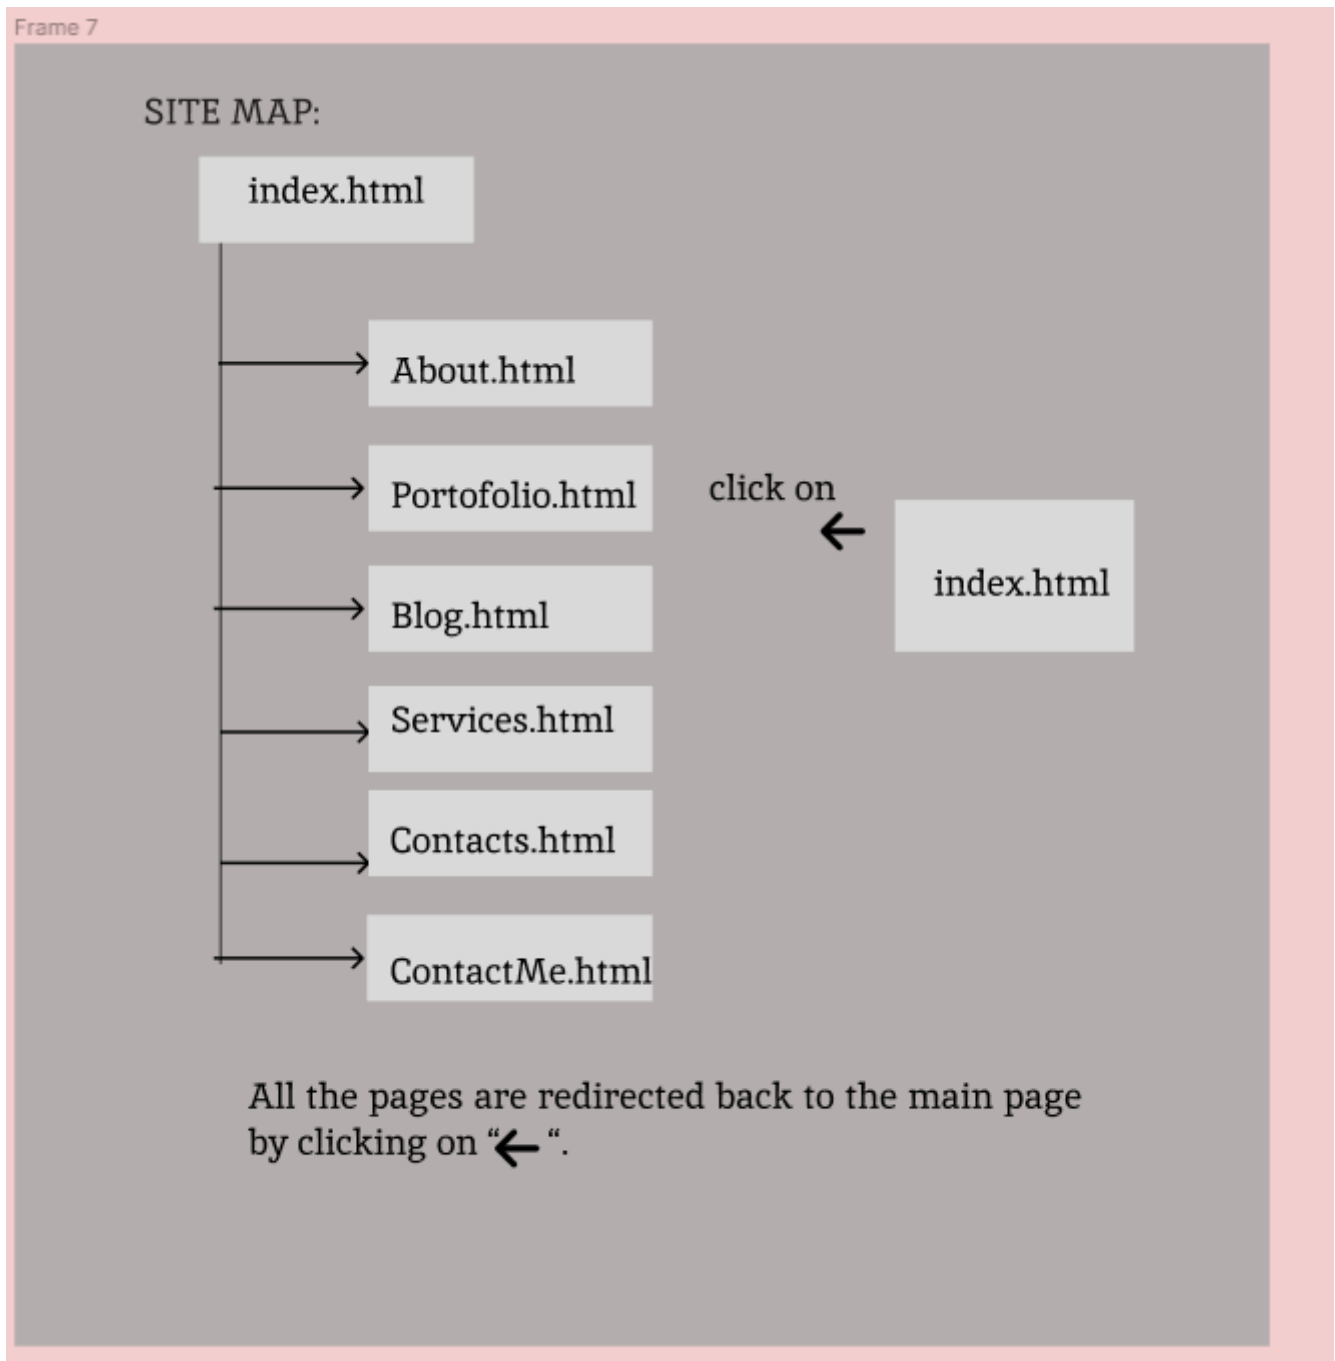 Frame 7
SITE MAP:
index.html
About.html
Portofolio.html
click on
index.html
Blog.html
Services.html
Contacts.html
ContactMe.html
All the pages are redirected back to the main page
by clicking on “← “.